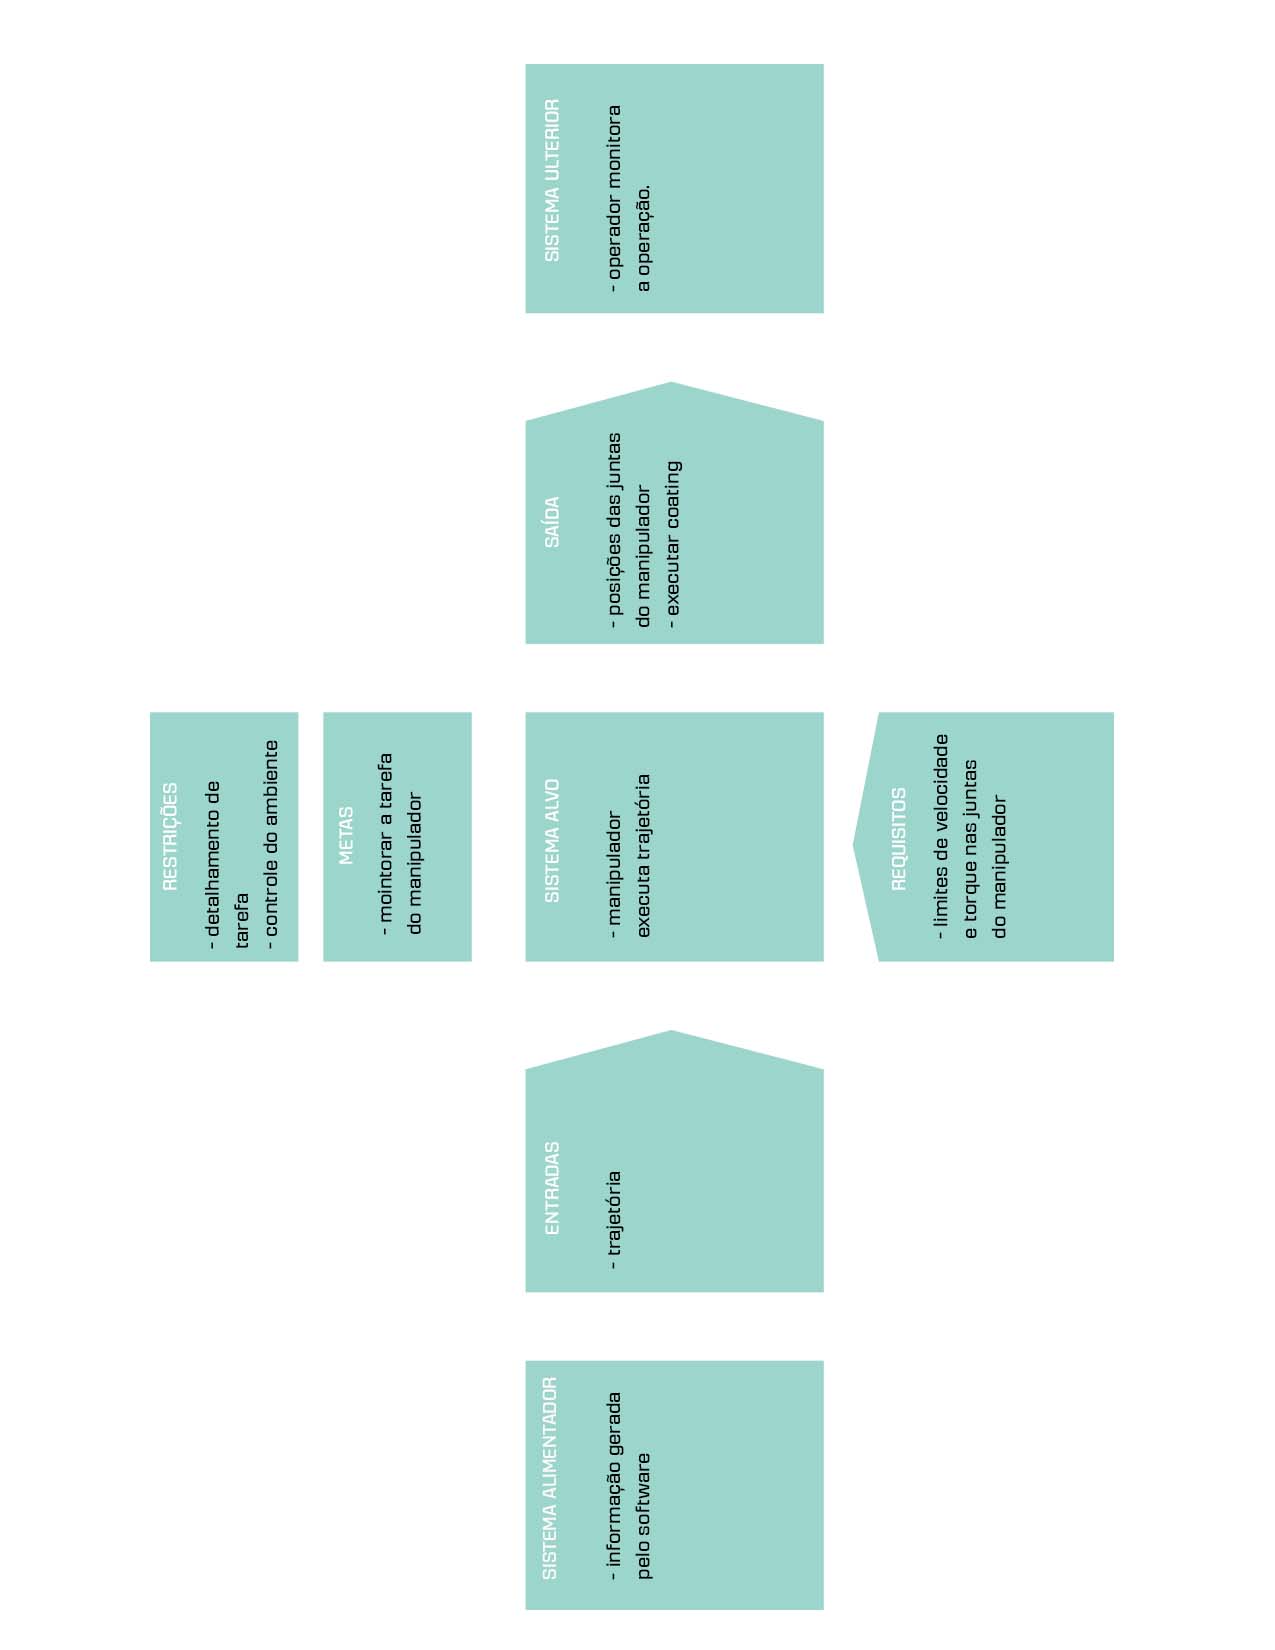 RESTRIÇÕES
- detalhamento de
tarefa
- controle do ambiente
METAS
- mointorar a tarefa
do manipulador
SISTEMA ALIMENTADOR
- informação gerada
pelo software
ENTRADAS
- trajetória
SISTEMA ALVO
- manipulador
executa trajetória
SAÍDA
- posições das juntas
do manipulador
- executar coating
SISTEMA ULTERIOR
- operador monitora
a operação.
REQUISITOS
- limites de velocidade
e torque nas juntas
do manipulador